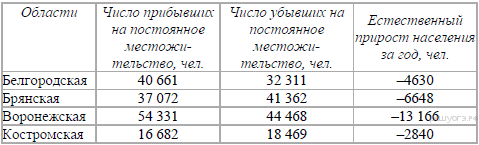 Области Число прибывших на постоянное местожи- тельство, чел. Число убывших на постоянное местожи- тельство, чел. Естественный прирост населения за год, чел.
Белгородская 40 661 32 311 –4630
Брянская 37 072 41 362 –6648
Воронежская 54 331 44 468 –13 166
Костромская 16 682 18 469 –2840